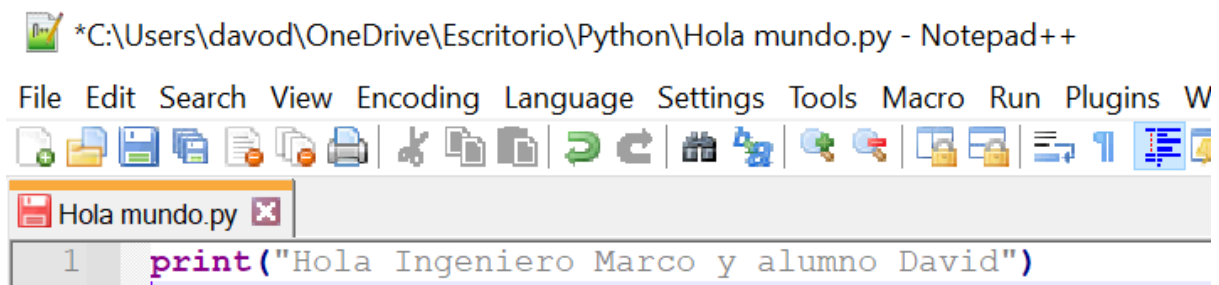 *C:\Users\davod\OneDrive\Escritorio\Python\Hola mundo.py - Notepad++
File Edit Search View Encoding Language Settings Tools Macro Run Plugins W
Hola mundo.py
1 print("Hola Ingeniero Marco y alumno David")